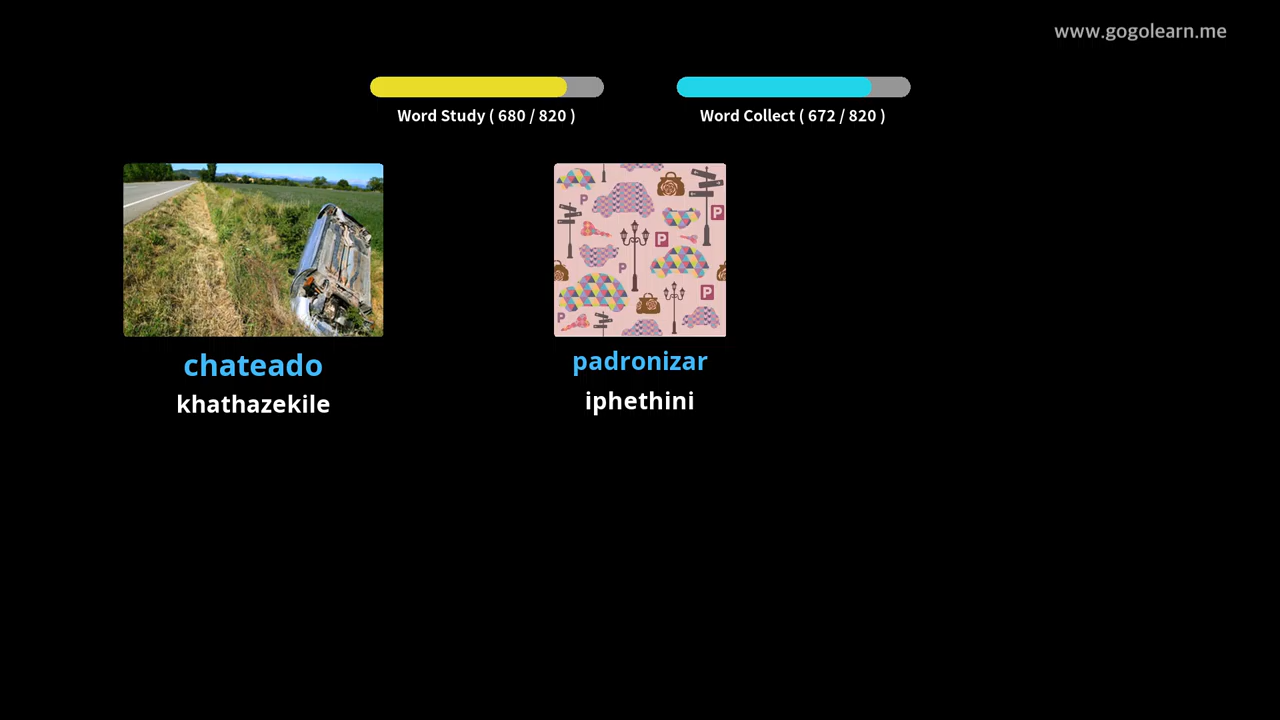 www.gogolearn.me
Word Study ( 680 / 820 )
Word Collect ( 672 / 820 )
P
P
P
P
P
P
chateado
khathazekile
padronizar
iphethini